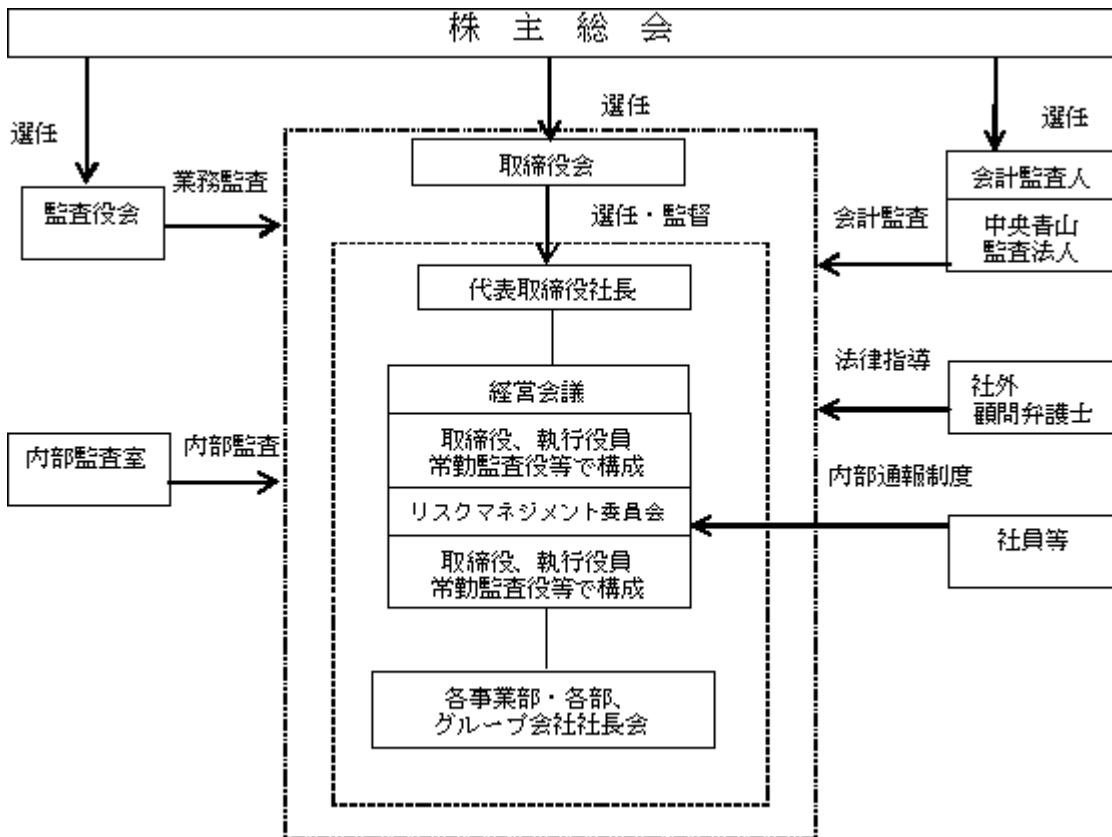 株主総会
選任
選任
選任
取締役会
会計監査人
業務監査
監査役会
選任・監督
会計監査
中央青山
監査法人
代表取締役社長
法律指導
経営会議
社外
顧問弁護士
取締役、執行役員
常勤監査役等で構成
内部監査室
内部監査
内部通報制度
リスクマネジメント委員会
社員等
取締役、執行役員
常勤監査役等で構成
各事業部・各部、
グループ会社社長会